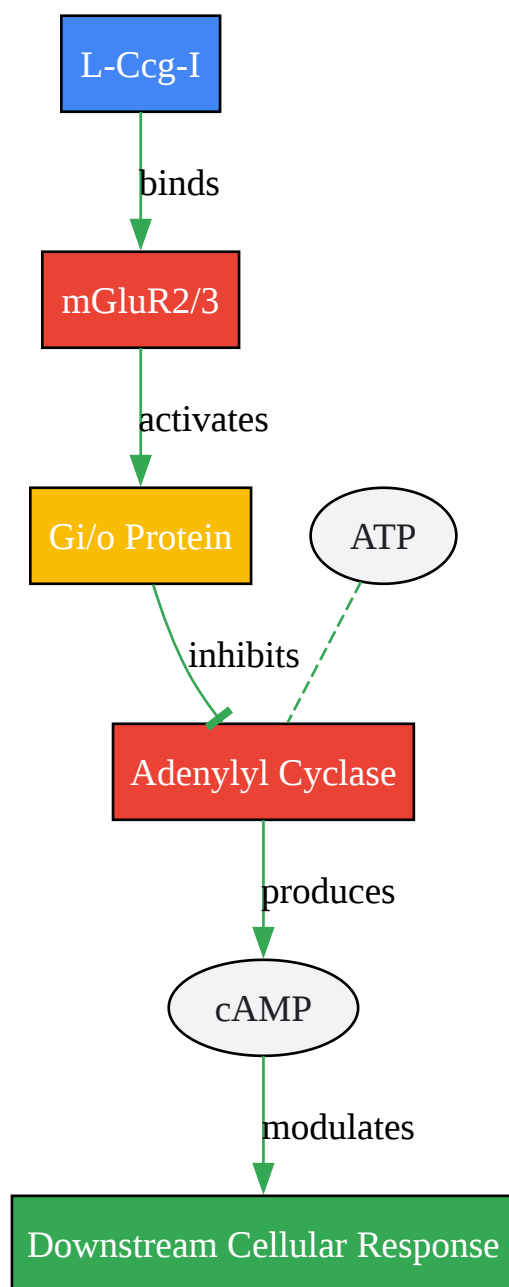 L-Ccg-I
binds
mGluR2/3
activates
Gi/o Protein
ATP
inhibits
Adenylyl Cyclase
produces
cAMP
modulates
Downstream Cellular Response